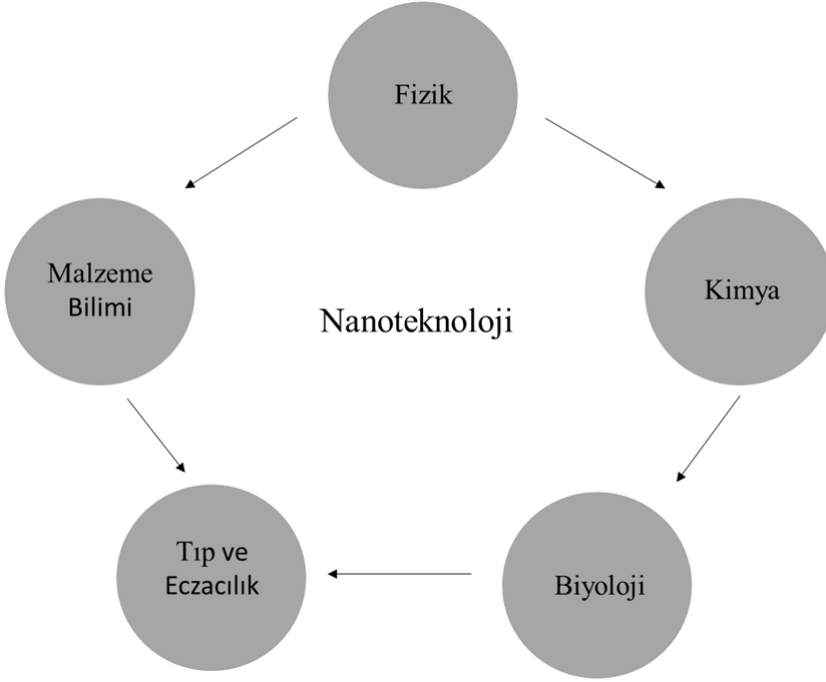 Fizik
Malzeme
Bilimi
Kimya
Nanoteknoloji
Tıp ve
Eczacılık
Biyoloji